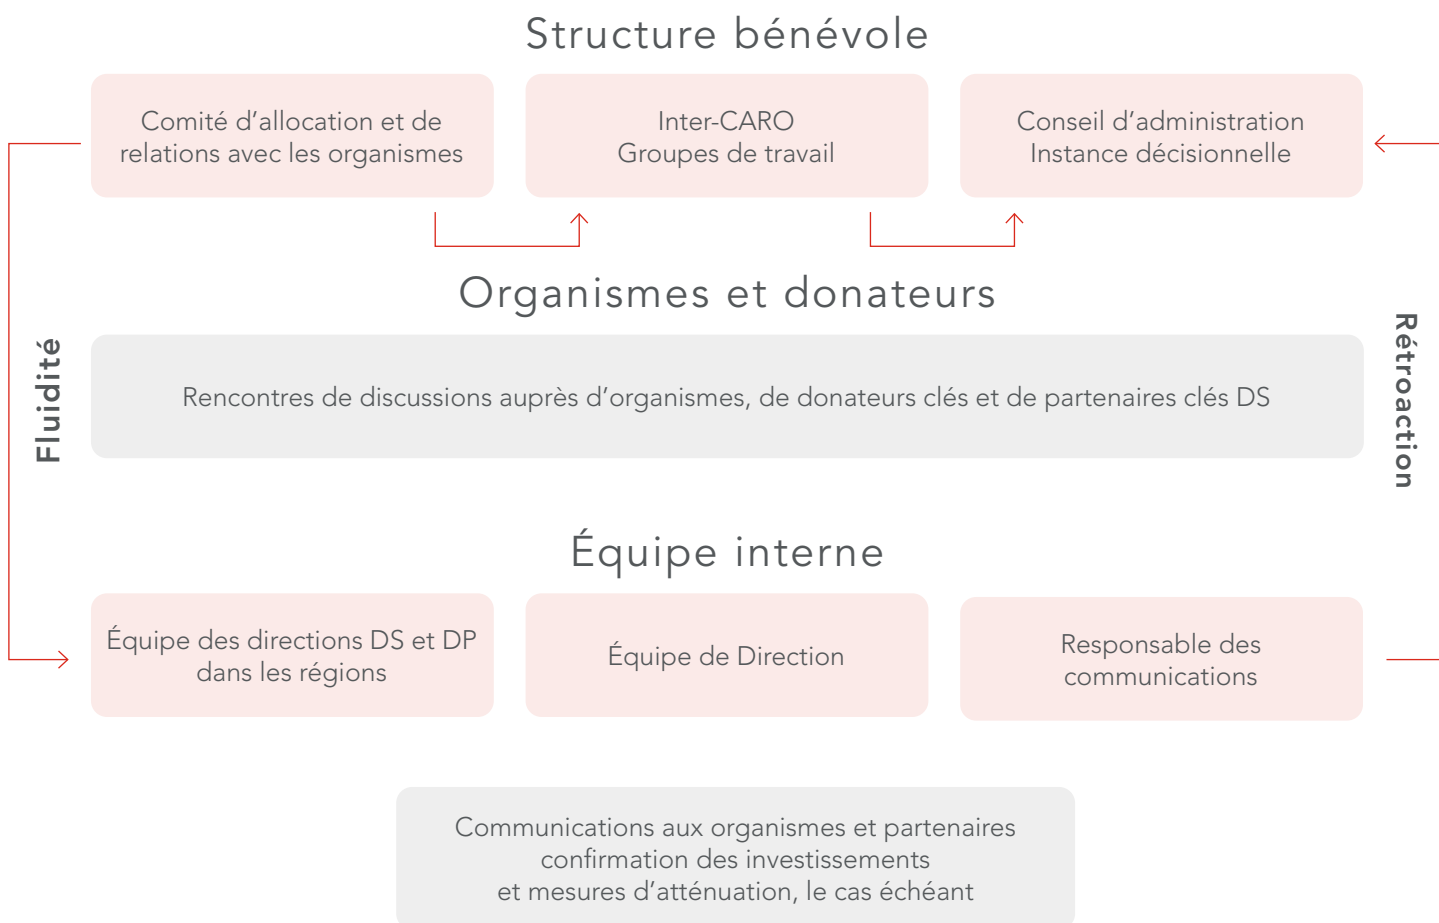 Structure bénévole
Comité d’allocation et de
relations avec les organismes
Inter-CARO
Groupes de travail
Conseil d’administration
Instance décisionnelle
Organismes et donateurs
Fluidité
Rencontres de discussions auprès d’organismes, de donateurs clés et de partenaires clés DS
Rétroaction
Équipe interne
Équipe des directions DS et DP
dans les régions
Équipe de Direction
Responsable des
communications
Communications aux organismes et partenaires
confirmation des investissements
et mesures d’atténuation, le cas échéant